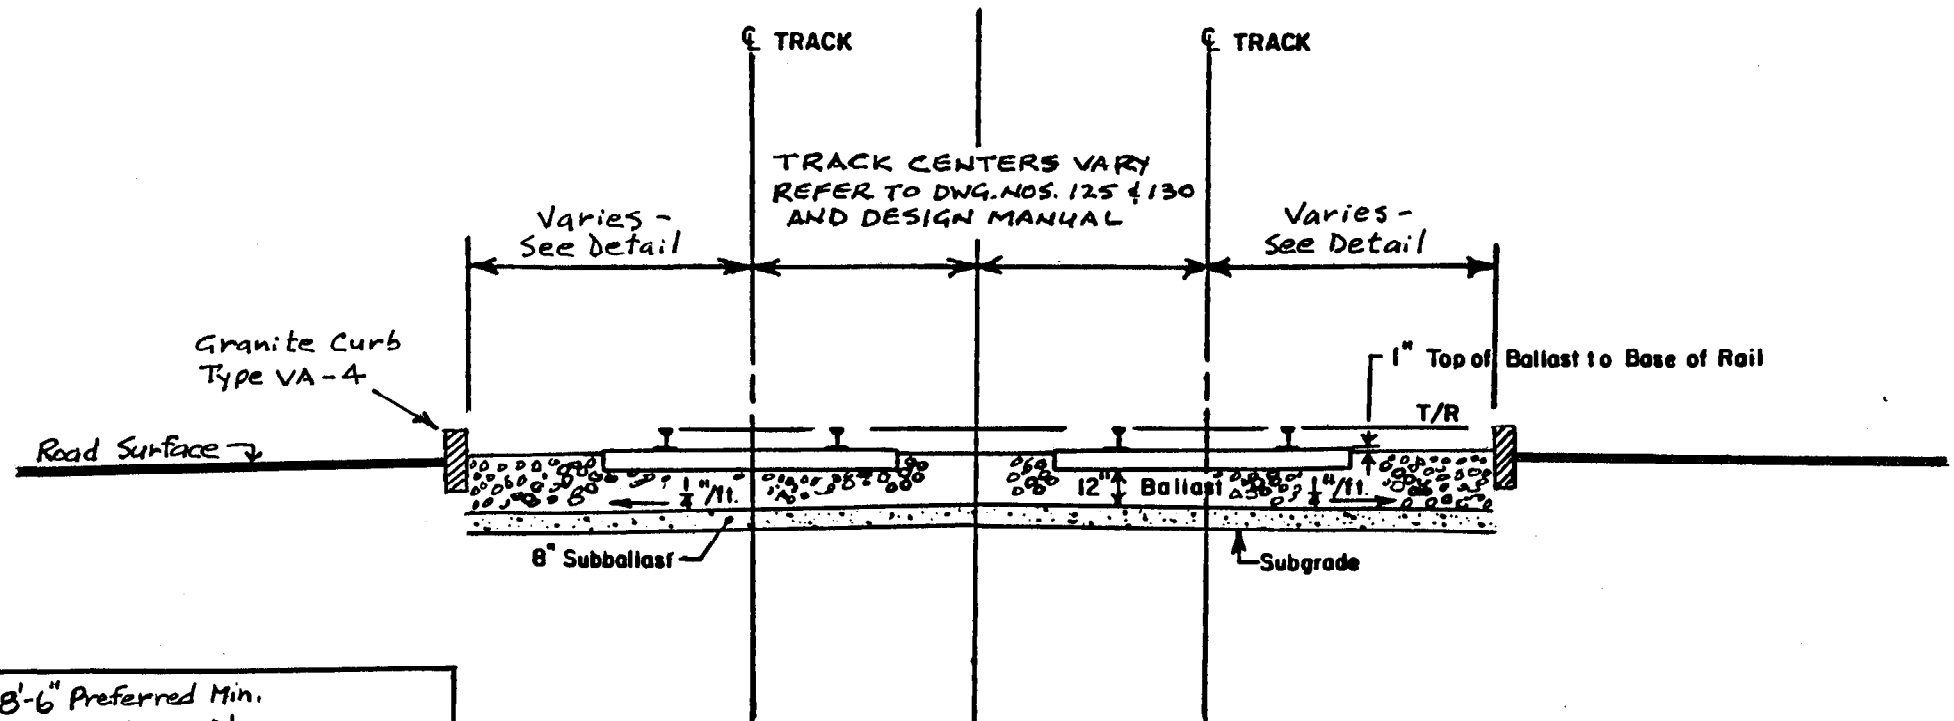 ℄ TRACK
℄ TRACK
TRACK CENTERS VARY
REFER TO DWG. NOS. 125 & 130
AND DESIGN MANUAL
Varies -
See Detail
Varies -
See Detail
Granite Curb
Type VA-4
1" Top of Ballast to Base of Rail
T/R
Road Surface
1/4"/ft.
12" Ballast
1/4"/ft.
8" Subballast
Subgrade
8'-6" Preferred Min.